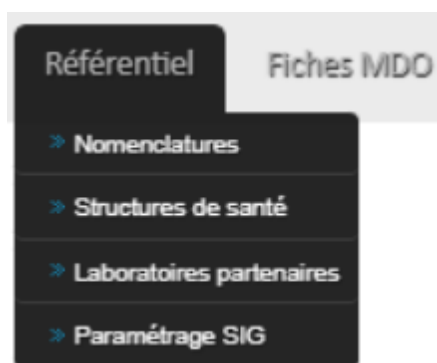 Référentiel Fiches MDO
» Nomenclatures
» Structures de santé
» Laboratoires partenaires
» Paramétrage SIG